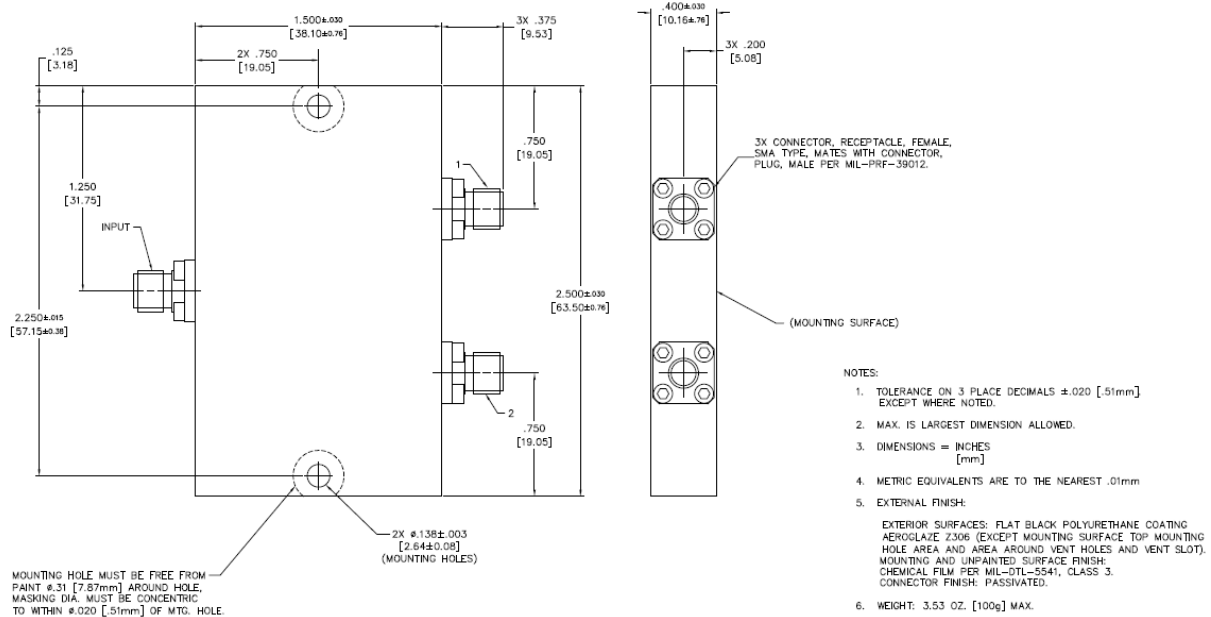 1.500±.030
[38.10±0.76]
3X .375
[9.53]
.400±.030
[10.16±.76]
.125
[3.18]
2X .750
[19.05]
3X .200
[5.08]
.750
[19.05]
1
3X CONNECTOR, RECEPTACLE, FEMALE,
SMA TYPE, MATES WITH CONNECTOR,
PLUG, MALE PER MIL-PRF-39012.
1.250
[31.75]
INPUT
2.250±.015
[57.15±0.38]
2.500±.030
[63.50±0.76]
(MOUNTING SURFACE)
2
.750
[19.05]
2X ø.138±.003
[2.64±0.08]
(MOUNTING HOLES)
MOUNTING HOLE MUST BE FREE FROM
PAINT ø.31 [7.87mm] AROUND HOLE,
MASKING DIA. MUST BE CONCENTRIC
TO WITHIN ø.020 [.51mm] OF MTG. HOLE.
NOTES:
1. TOLERANCE ON 3 PLACE DECIMALS ±.020 [.51mm]
EXCEPT WHERE NOTED.
2. MAX. IS LARGEST DIMENSION ALLOWED.
3. DIMENSIONS = INCHES
[mm]
4. METRIC EQUIVALENTS ARE TO THE NEAREST .01mm
5. EXTERNAL FINISH:
EXTERIOR SURFACES: FLAT BLACK POLYURETHANE COATING
AEROGLAZE Z306 (EXCEPT MOUNTING SURFACE TOP MOUNTING
HOLE AREA AND AREA AROUND VENT HOLES AND VENT SLOT).
MOUNTING AND UNPAINTED SURFACE FINISH:
CHEMICAL FILM PER MIL-DTL-5541, CLASS 3.
CONNECTOR FINISH: PASSIVATED.
6. WEIGHT: 3.53 OZ. [100g] MAX.